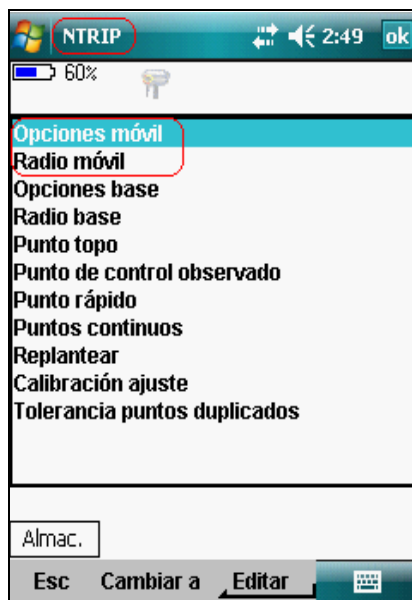 NTRIP 2:49 ok
60%
Opciones móvil
Radio móvil
Opciones base
Radio base
Punto topo
Punto de control observado
Punto rápido
Puntos continuos
Replantear
Calibración ajuste
Tolerancia puntos duplicados
Almac.
Esc Cambiar a Editar